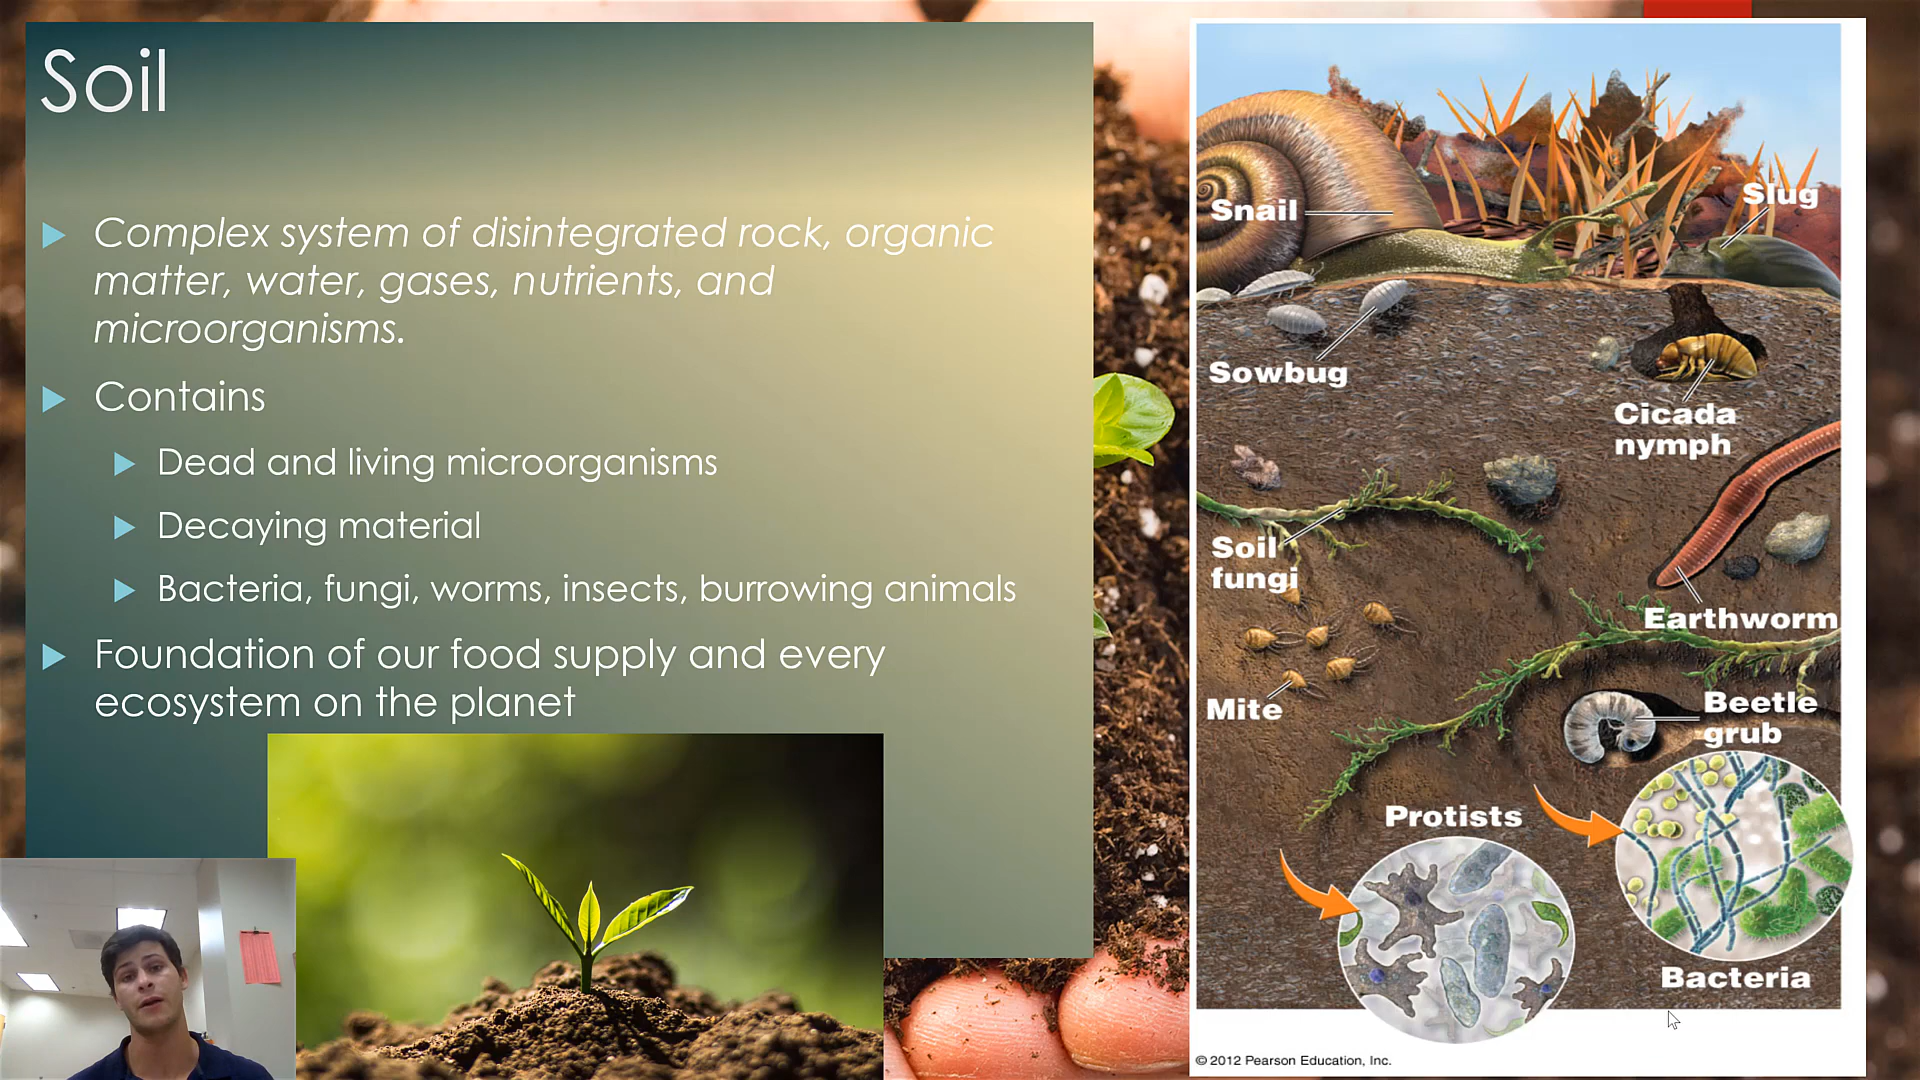 Soil
Complex system of disintegrated rock, organic
matter, water, gases, nutrients, and
microorganisms.
Contains
Dead and living microorganisms
Decaying material
Bacteria, fungi, worms, insects, burrowing animals
Foundation of our food supply and every
ecosystem on the planet
Snail
Slug
Sowbug
Cicada
nymph
Soil
fungi
Earthworm
Mite
Beetle
grub
Protists
Bacteria
© 2012 Pearson Education, Inc.